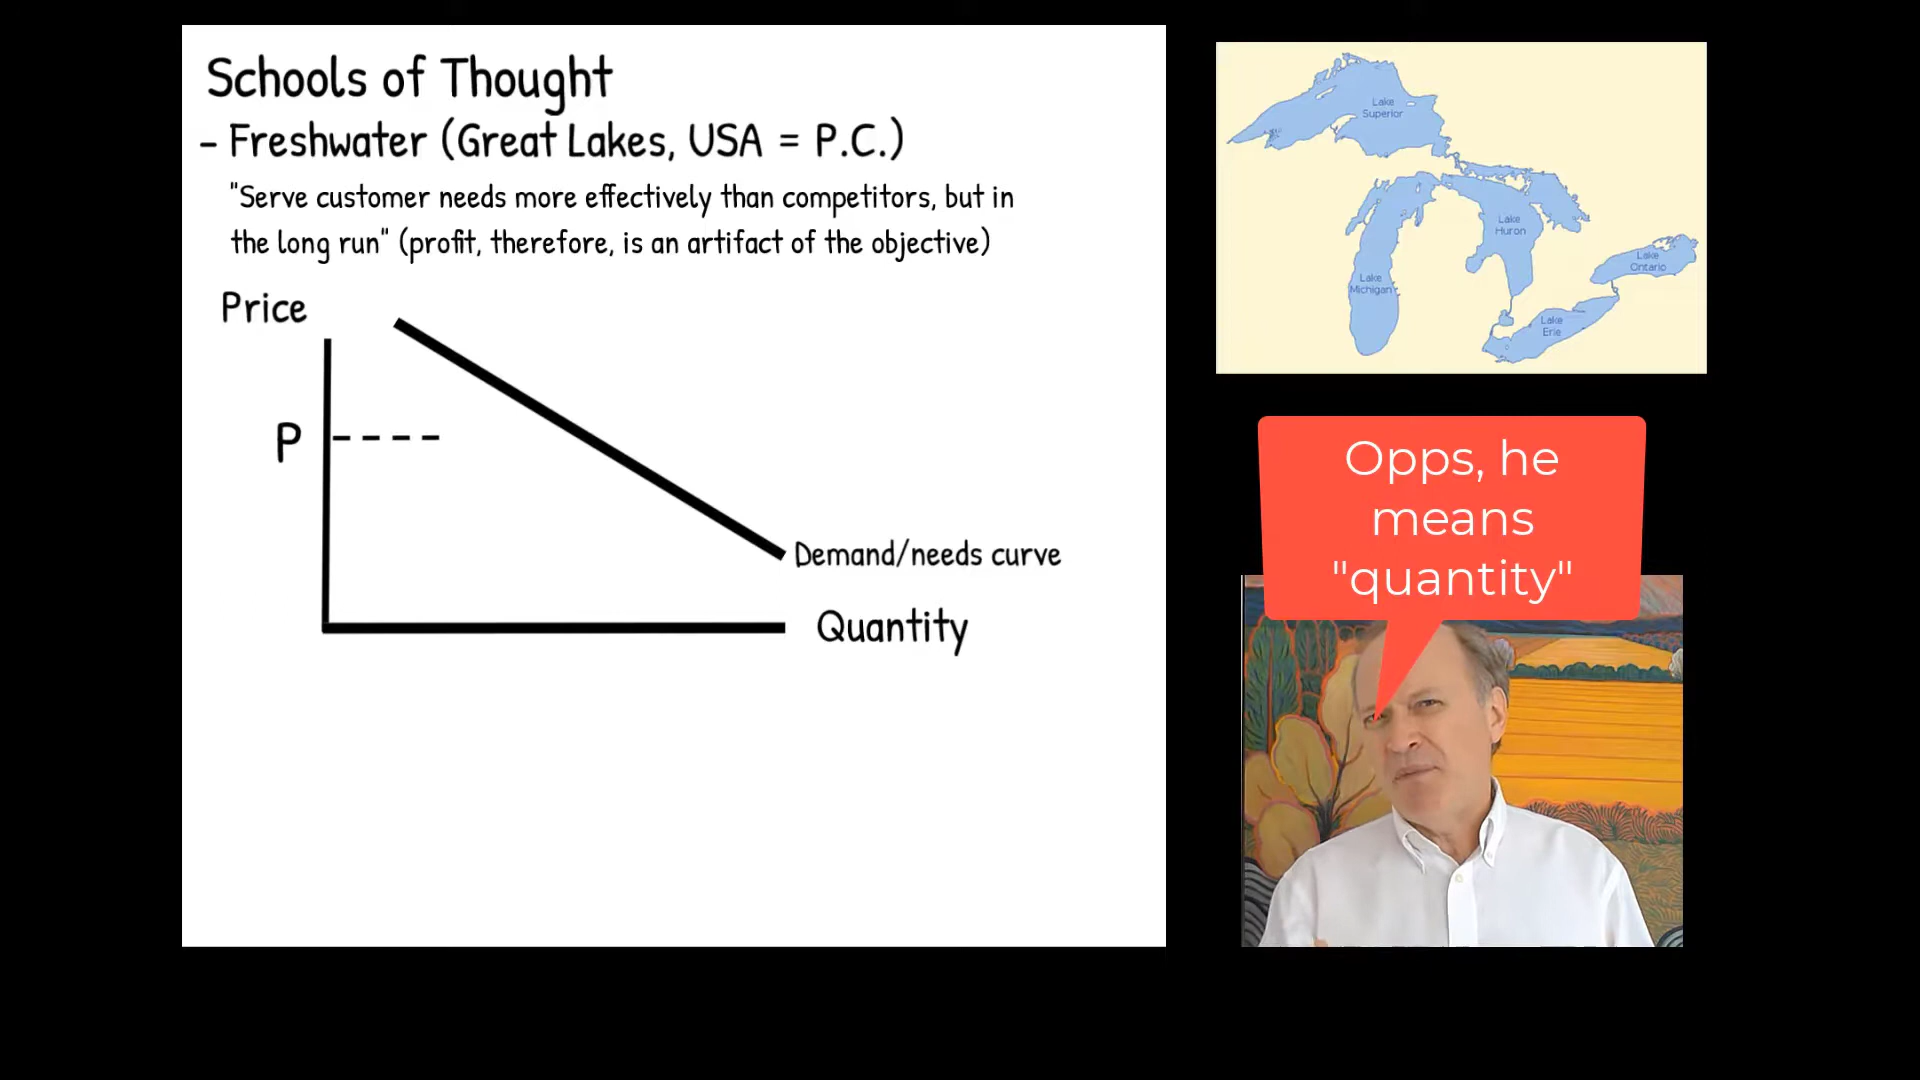 Schools of Thought
- Freshwater (Great Lakes, USA = P.C.)
"Serve customer needs more effectively than competitors, but in
the long run" (profit, therefore, is an artifact of the objective)
Price
P
Demand/needs curve
Quantity
Lake
Superior
Lake
Huron
Lake
Ontario
Lake
Michigan
Lake
Erie
Opps, he
means
"quantity"